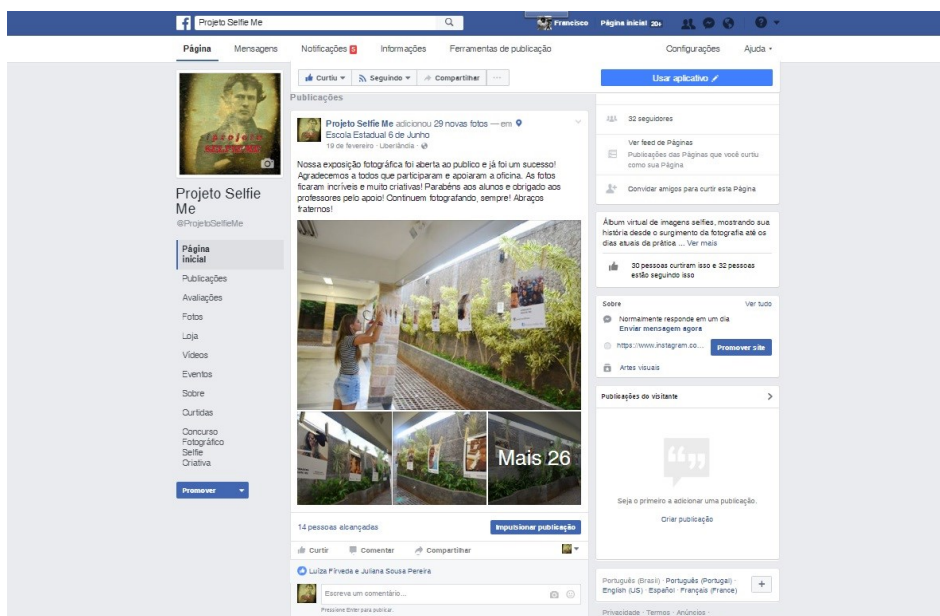 Projeto Selfie Me
Francisco
Página inicial 20+
Página
Mensagens
Notificações 5
Informações
Ferramentas de publicação
Configurações
Ajuda
Curtiu
Seguindo
Compartilhar
Usar aplicativo
Projeto Selfie
Me
@ProjetoSelfieMe
Página
inicial
Publicações
Avaliações
Fotos
Loja
Vídeos
Eventos
Sobre
Curtidas
Concurso
Fotográfico
Selfie
Criativa
Promover
Publicações
Projeto Selfie Me adicionou 29 novas fotos — em
Escola Estadual 6 de Junho
19 de fevereiro · Uberlândia ·
Nossa exposição fotográfica foi aberta ao publico e já foi um sucesso!
Agradecemos a todos que participaram e apoiaram a oficina. As fotos
ficaram incríveis e muito criativas! Parabéns aos alunos e obrigado aos
professores pelo apoio! Continuem fotografando, sempre! Abraços
fraternos!
Mais 26
14 pessoas alcançadas
Impulsionar publicação
Curtir
Comentar
Compartilhar
Luíza Firveda e Juliana Sousa Pereira
Escreva um comentário...
Pressione Enter para publicar.
32 seguidores
Ver feed de Páginas
Publicações das Páginas que você curtiu
como sua Página
Convidar amigos para curtir esta Página
Álbum virtual de imagens selfies, mostrando sua
história desde o surgimento da fotografia até os
dias atuais da prática ... Ver mais
30 pessoas curtiram isso e 32 pessoas
estão seguindo isso
Sobre
Ver tudo
Normalmente responde em um dia
Enviar mensagem agora
https://www.instagram.co...
Promover site
Artes visuais
Publicações do visitante
Seja o primeiro a adicionar uma publicação.
Criar publicação
Português (Brasil) · Português (Portugal) ·
English (US) · Español · Français (France)
Privacidade · Termos · Anúncios ·